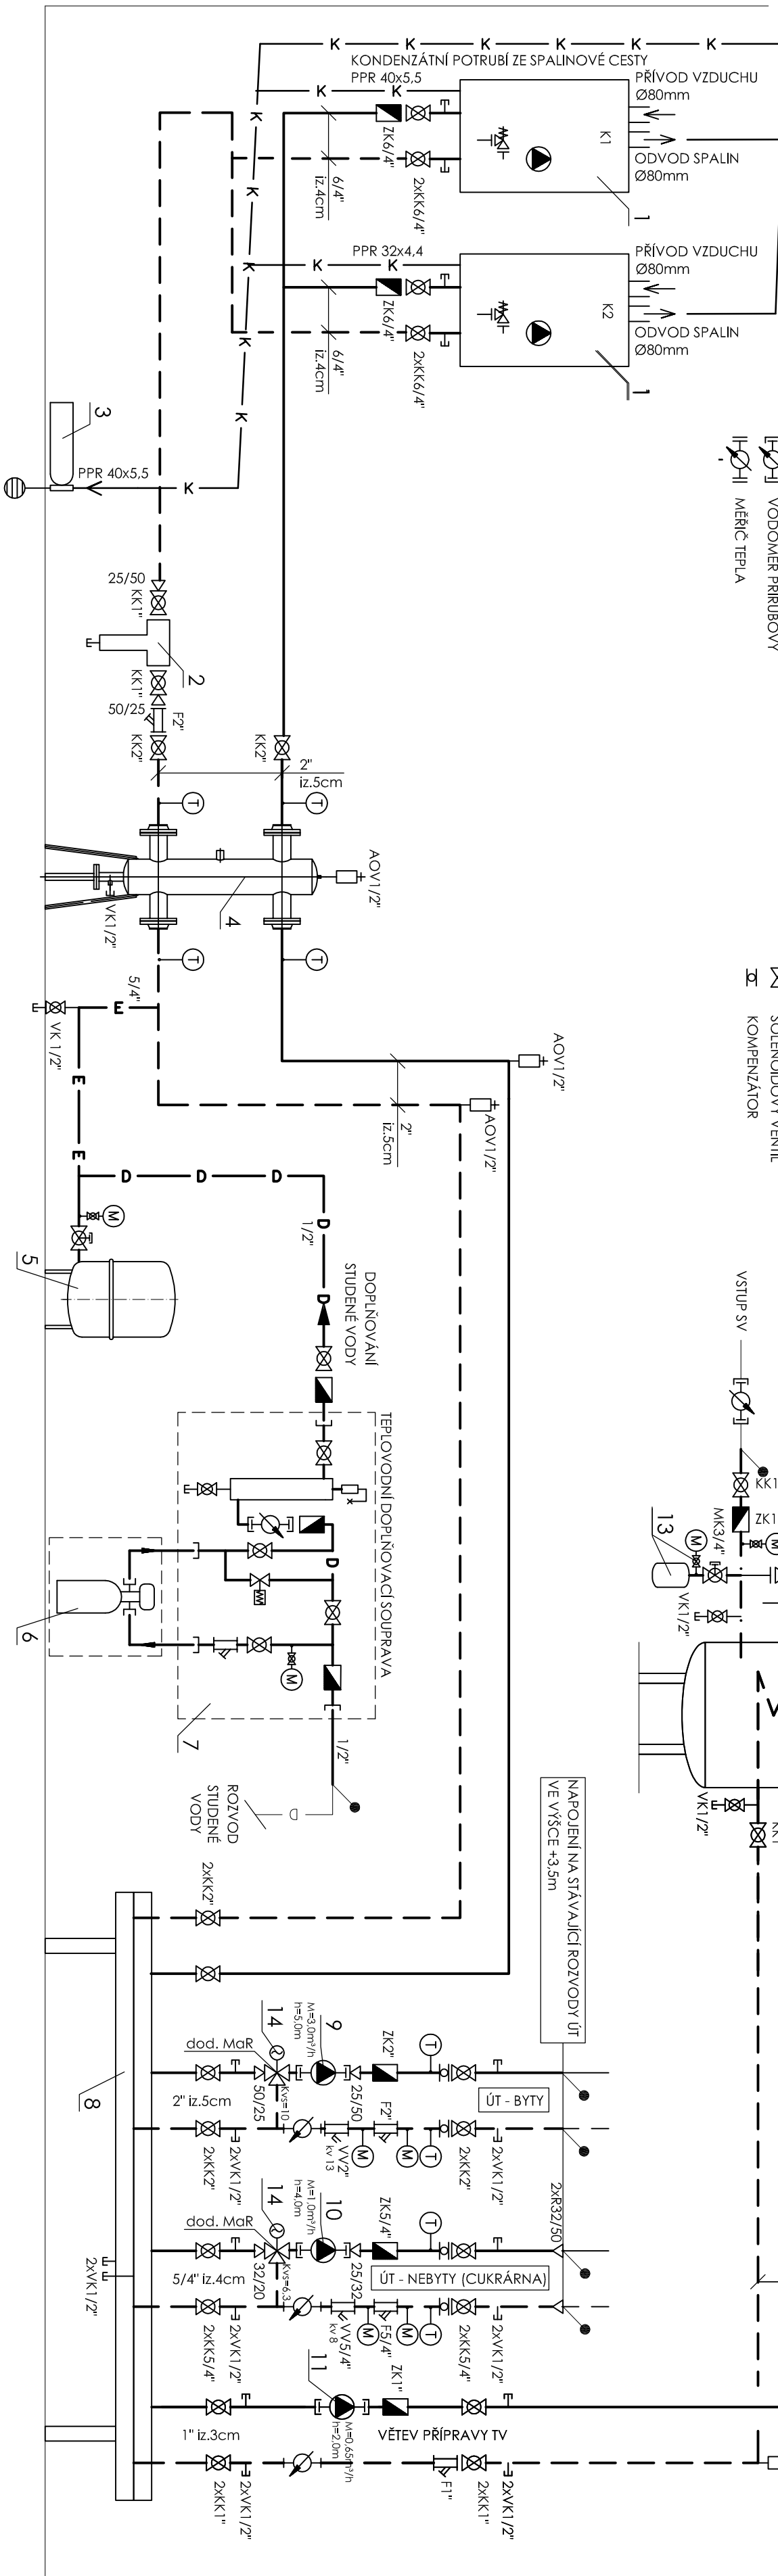 K K K K K
KONDENZÁTNÍ POTRUBÍ ZE SPALINOVÉ CESTY
PPR 40x5,5
K K
K
PŘÍVOD VZDUCHU
Ø80mm
K1
ODVOD SPALIN
Ø80mm
ZK6/4"
2xKK6/4"
6/4"
iz.4cm
1
K
PPR 32x4,4
K K
K
PŘÍVOD VZDUCHU
Ø80mm
K2
ODVOD SPALIN
Ø80mm
ZK6/4"
2xKK6/4"
6/4"
iz.4cm
1
K
K
3
PPR 40x5,5
K
VODOMĚR PŘÍRUBOVÝ
MĚŘIČ TEPLA
25/50
KK1"
2
KK1"
50/25
F2"
KK2"
KK2"
2"
iz.5cm
T
T
AOV1/2"
4
VK1/2"
T
T
5/4"
E
VK 1/2"
E
E
AOV1/2"
AOV1/2"
2"
iz.5cm
SOLENOIDOVÝ VENTIL
KOMPENZÁTOR
D D D
D
1/2"
D
M
5
DOPLŇOVÁNÍ
STUDENÉ VODY
TEPLOVODNÍ DOPLŇOVACÍ SOUPRAVA
D
M
6
7
1/2"
D
ROZVOD
STUDENÉ
VODY
VSTUP SV
KK1
ZK1
M
MK3/4"
M
13
VK1/2"
VK1/2"
NAPOJENÍ NA STÁVAJÍCÍ ROZVODY ÚT
VE VÝŠCE +3,5m
2xKK2"
8
2xVK1/2"
14
dod. MaR
9
M=3,0m³/h
h=5,0m
ZK2"
T
2" iz.5cm
50/25
Kvs=10
25/50
ÚT - BYTY
F2"
VV2"
kv 13
M
M
T
2xKK2"
2xVK1/2"
2xKK2"
2xVK1/2"
14
dod. MaR
10
M=1,0m³/h
h=4,0m
ZK5/4"
T
2xR32/50
5/4" iz.4cm
32/20
Kvs=6,3
25/32
ÚT - NEBYTY (CUKRÁRNA)
F5/4"
VV5/4"
kv 8
M
M
T
2xKK5/4"
2xVK1/2"
2xKK5/4"
2xVK1/2"
11
ZK1"
M=0,65m³/h
h=2,0m
1" iz.3cm
VĚTEV PŘÍPRAVY TV
F1"
2xKK1"
2xVK1/2"
2xKK1"
2xVK1/2"